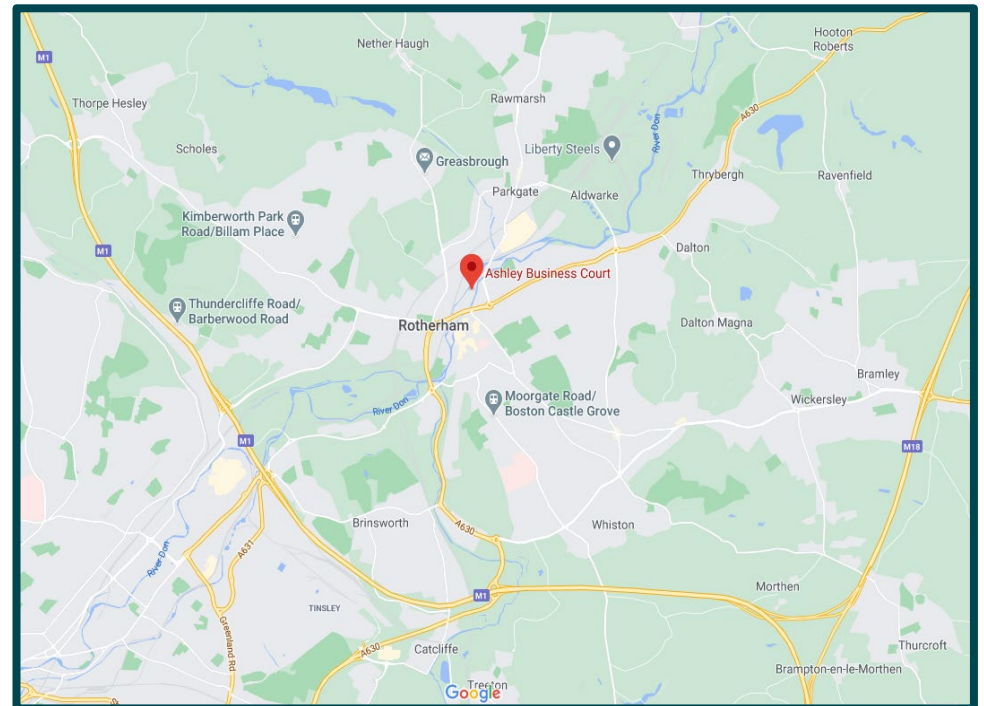 Hooton
Roberts
Nether Haugh
M1
Rawmarsh
Thorpe Hesley
A630
River Don
Scholes
Liberty Steels
Greasbrough
Thrybergh
Ravenfield
Parkgate
Aldwarke
Kimberworth Park
Road/Billam Place
M1
Dalton
Ashley Business Court
Thundercliffe Road/
Barberwood Road
Rotherham
Dalton Magna
Bramley
Moorgate Road/
Boston Castle Grove
Wickersley
River Don
M1
M18
Brinsworth
A630
Whiston
River Don
A631
Morthen
M1
TINSLEY
Greenland Rd
A630
Catcliffe
Thurcroft
Brampton-en-le-Morthen
Treeton
Google